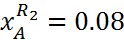 $x_A^{R_2} = 0.08$